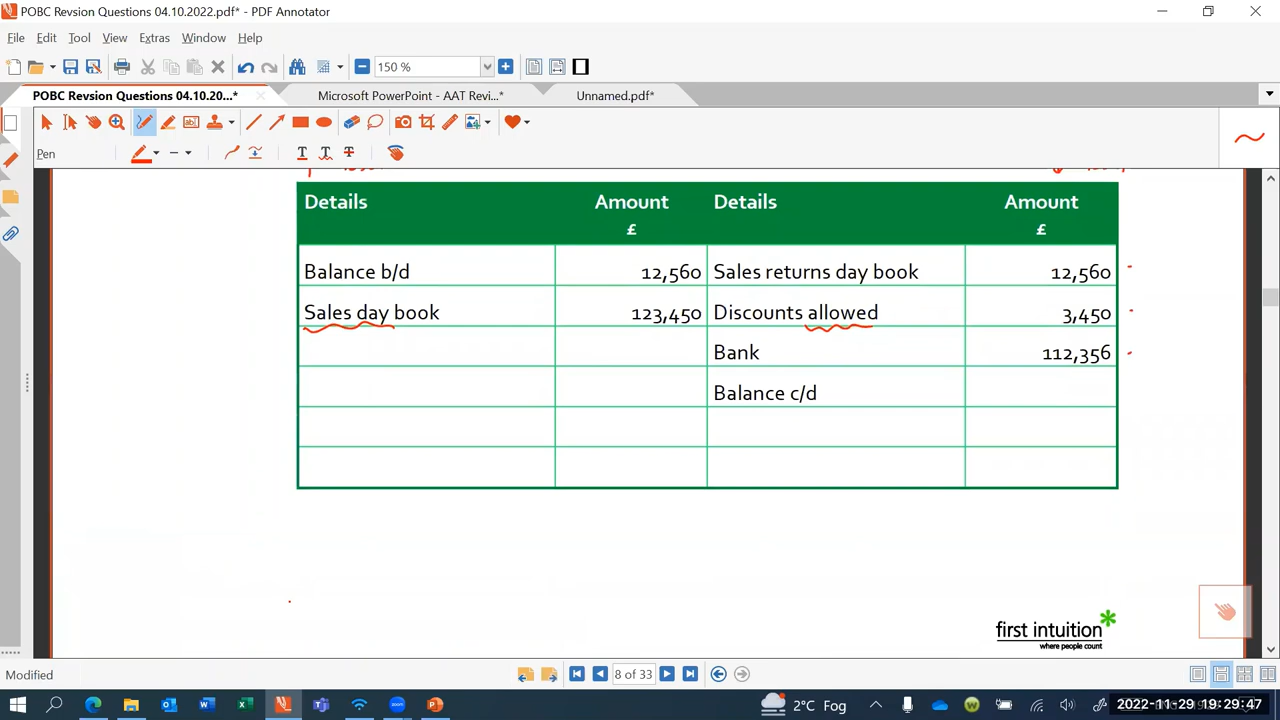 POBC Revsion Questions 04.10.2022.pdf* - PDF Annotator
File Edit Tool View Extras Window Help
150 %
POBC Revsion Questions 04.10.20...* Microsoft PowerPoint - AAT Revi...* Unnamed.pdf*
Pen
Details Amount £ Details Amount £
Balance b/d 12,560 Sales returns day book 12,560
Sales day book 123,450 Discounts allowed 3,450
Bank 112,356
Balance c/d
first intuition
where people count
8 of 33
Modified
2°C Fog
2022-11-29 19:29:47